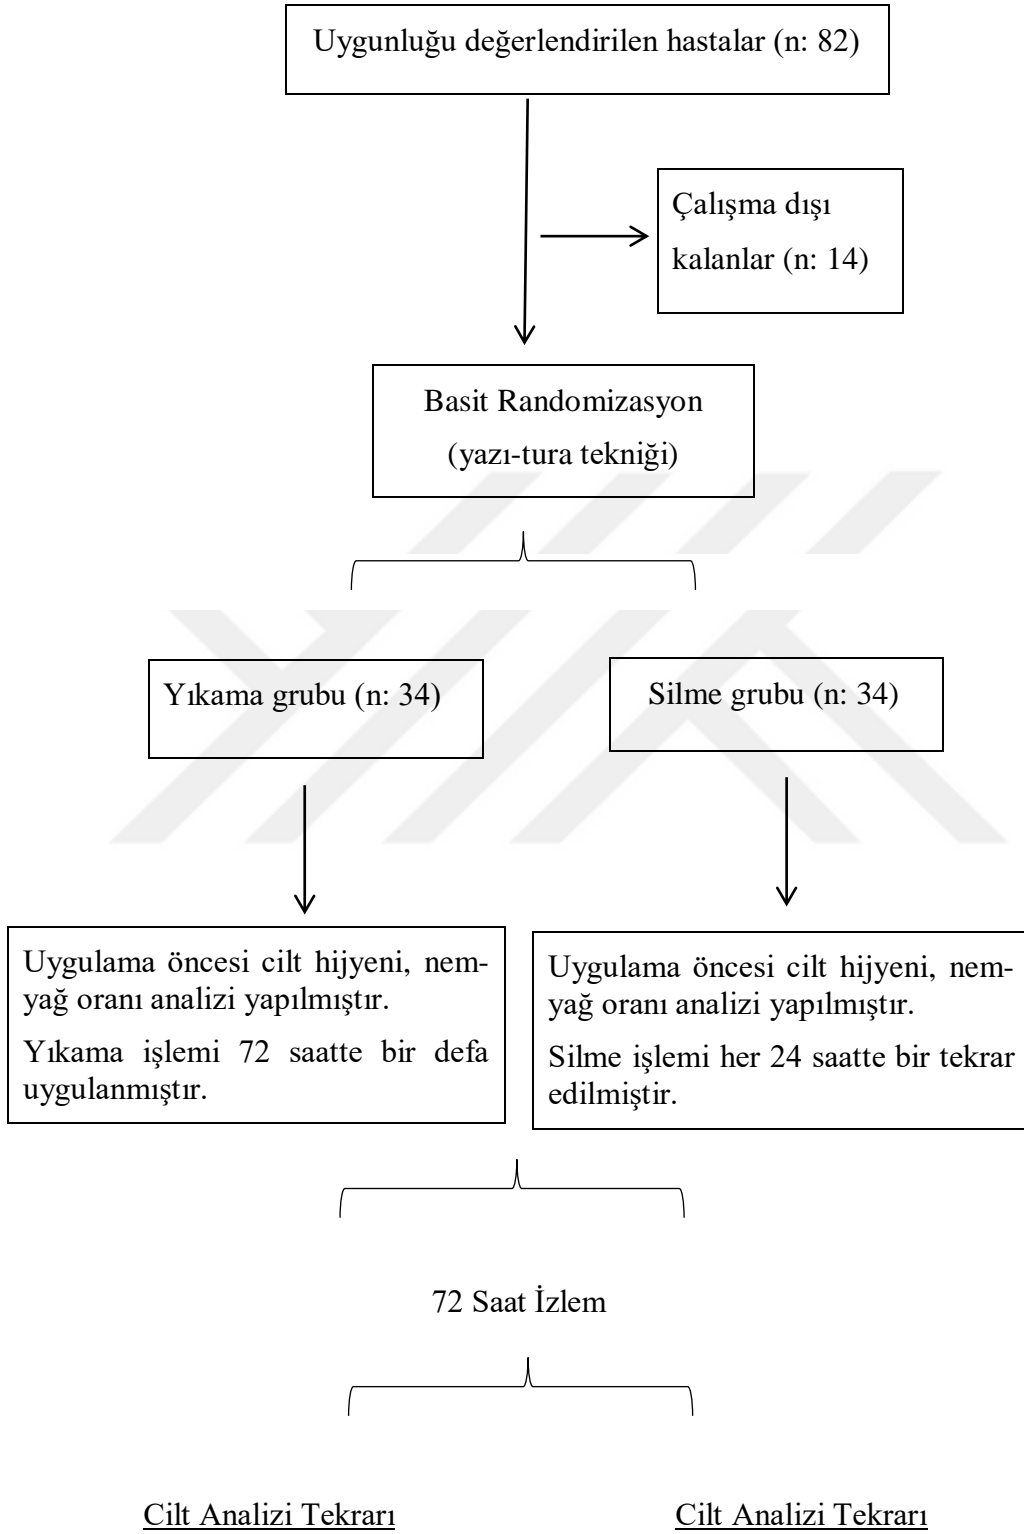 Uygunluğu değerlendirilen hastalar (n: 82)
Çalışma dışı
kalanlar (n: 14)
Basit Randomizasyon
(yazı-tura tekniği)
Yıkama grubu (n: 34)
Silme grubu (n: 34)
Uygulama öncesi cilt hijyeni, nem-
yağ oranı analizi yapılmıştır.
Yıkama işlemi 72 saatte bir defa
uygulanmıştır.
Uygulama öncesi cilt hijyeni, nem-
yağ oranı analizi yapılmıştır.
Silme işlemi her 24 saatte bir tekrar
edilmiştir.
72 Saat İzlem
Cilt Analizi Tekrarı
Cilt Analizi Tekrarı